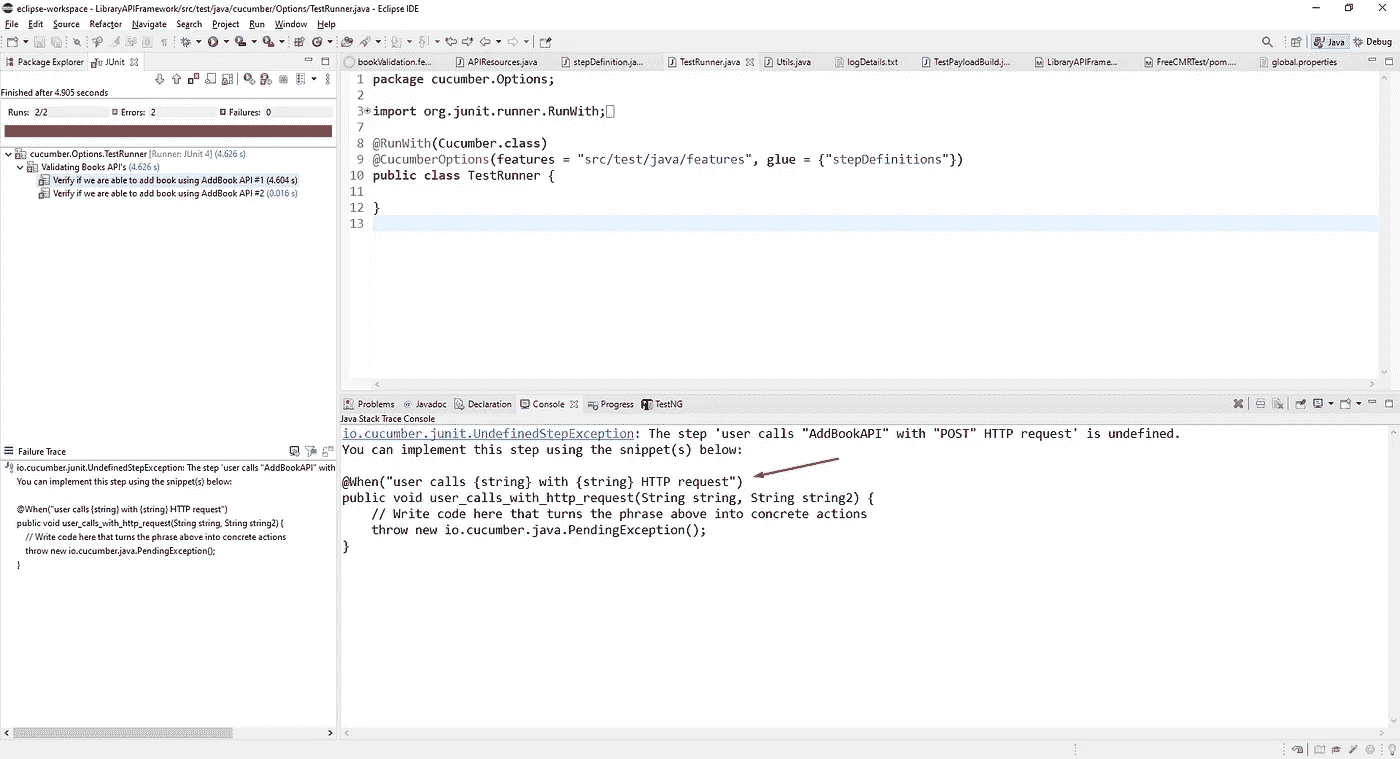 eclipse-workspace - LibraryAPIFramework/src/test/java/cucumber/Options/TestRunner.java - Eclipse IDE
File Edit Source Refactor Navigate Search Project Run Window Help
Java Debug
Package Explorer JUnit
Finished after 4.905 seconds
Runs: 2/2 Errors: 2 Failures: 0
cucumber.Options.TestRunner [Runner: JUnit 4] (4.626 s)
Validating Books API's (4.626 s)
Verify if we are able to add book using AddBook API #1 (4.604 s)
Verify if we are able to add book using AddBook API #2 (0.016 s)
Failure Trace
io.cucumber.junit.UndefinedStepException: The step 'user calls "AddBookAPI" with
You can implement this step using the snippet(s) below:
@When("user calls {string} with {string} HTTP request")
public void user_calls_with_http_request(String string, String string2) {
// Write code here that turns the phrase above into concrete actions
throw new io.cucumber.java.PendingException();
}
bookValidation.fe... APIResources.java stepDefinition.ja... TestRunner.java Utils.java logDetails.txt TestPayloadBuild.j... LibraryAPIFrame... FreeCMRTest/pom.... global.properties
1 package cucumber.Options;
2
3 import org.junit.runner.RunWith;
7
8 @RunWith(Cucumber.class)
9 @CucumberOptions(features = "src/test/java/features", glue = {"stepDefinitions"})
10 public class TestRunner {
11
12 }
13
Problems Javadoc Declaration Console Progress TestNG
Java Stack Trace Console
io.cucumber.junit.UndefinedStepException: The step 'user calls "AddBookAPI" with "POST" HTTP request' is undefined.
You can implement this step using the snippet(s) below:
@When("user calls {string} with {string} HTTP request")
public void user_calls_with_http_request(String string, String string2) {
// Write code here that turns the phrase above into concrete actions
throw new io.cucumber.java.PendingException();
}